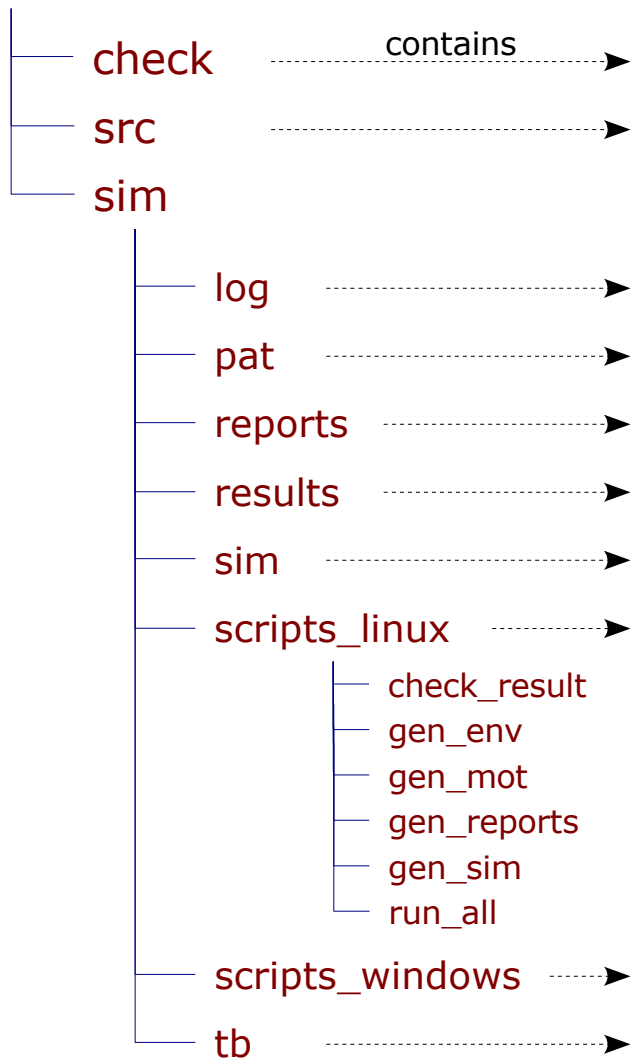 contains
check
src
sim
log
pat
reports
results
sim
scripts_linux
check_result
gen_env
gen_mot
gen_reports
gen_sim
run_all
scripts_windows
tb